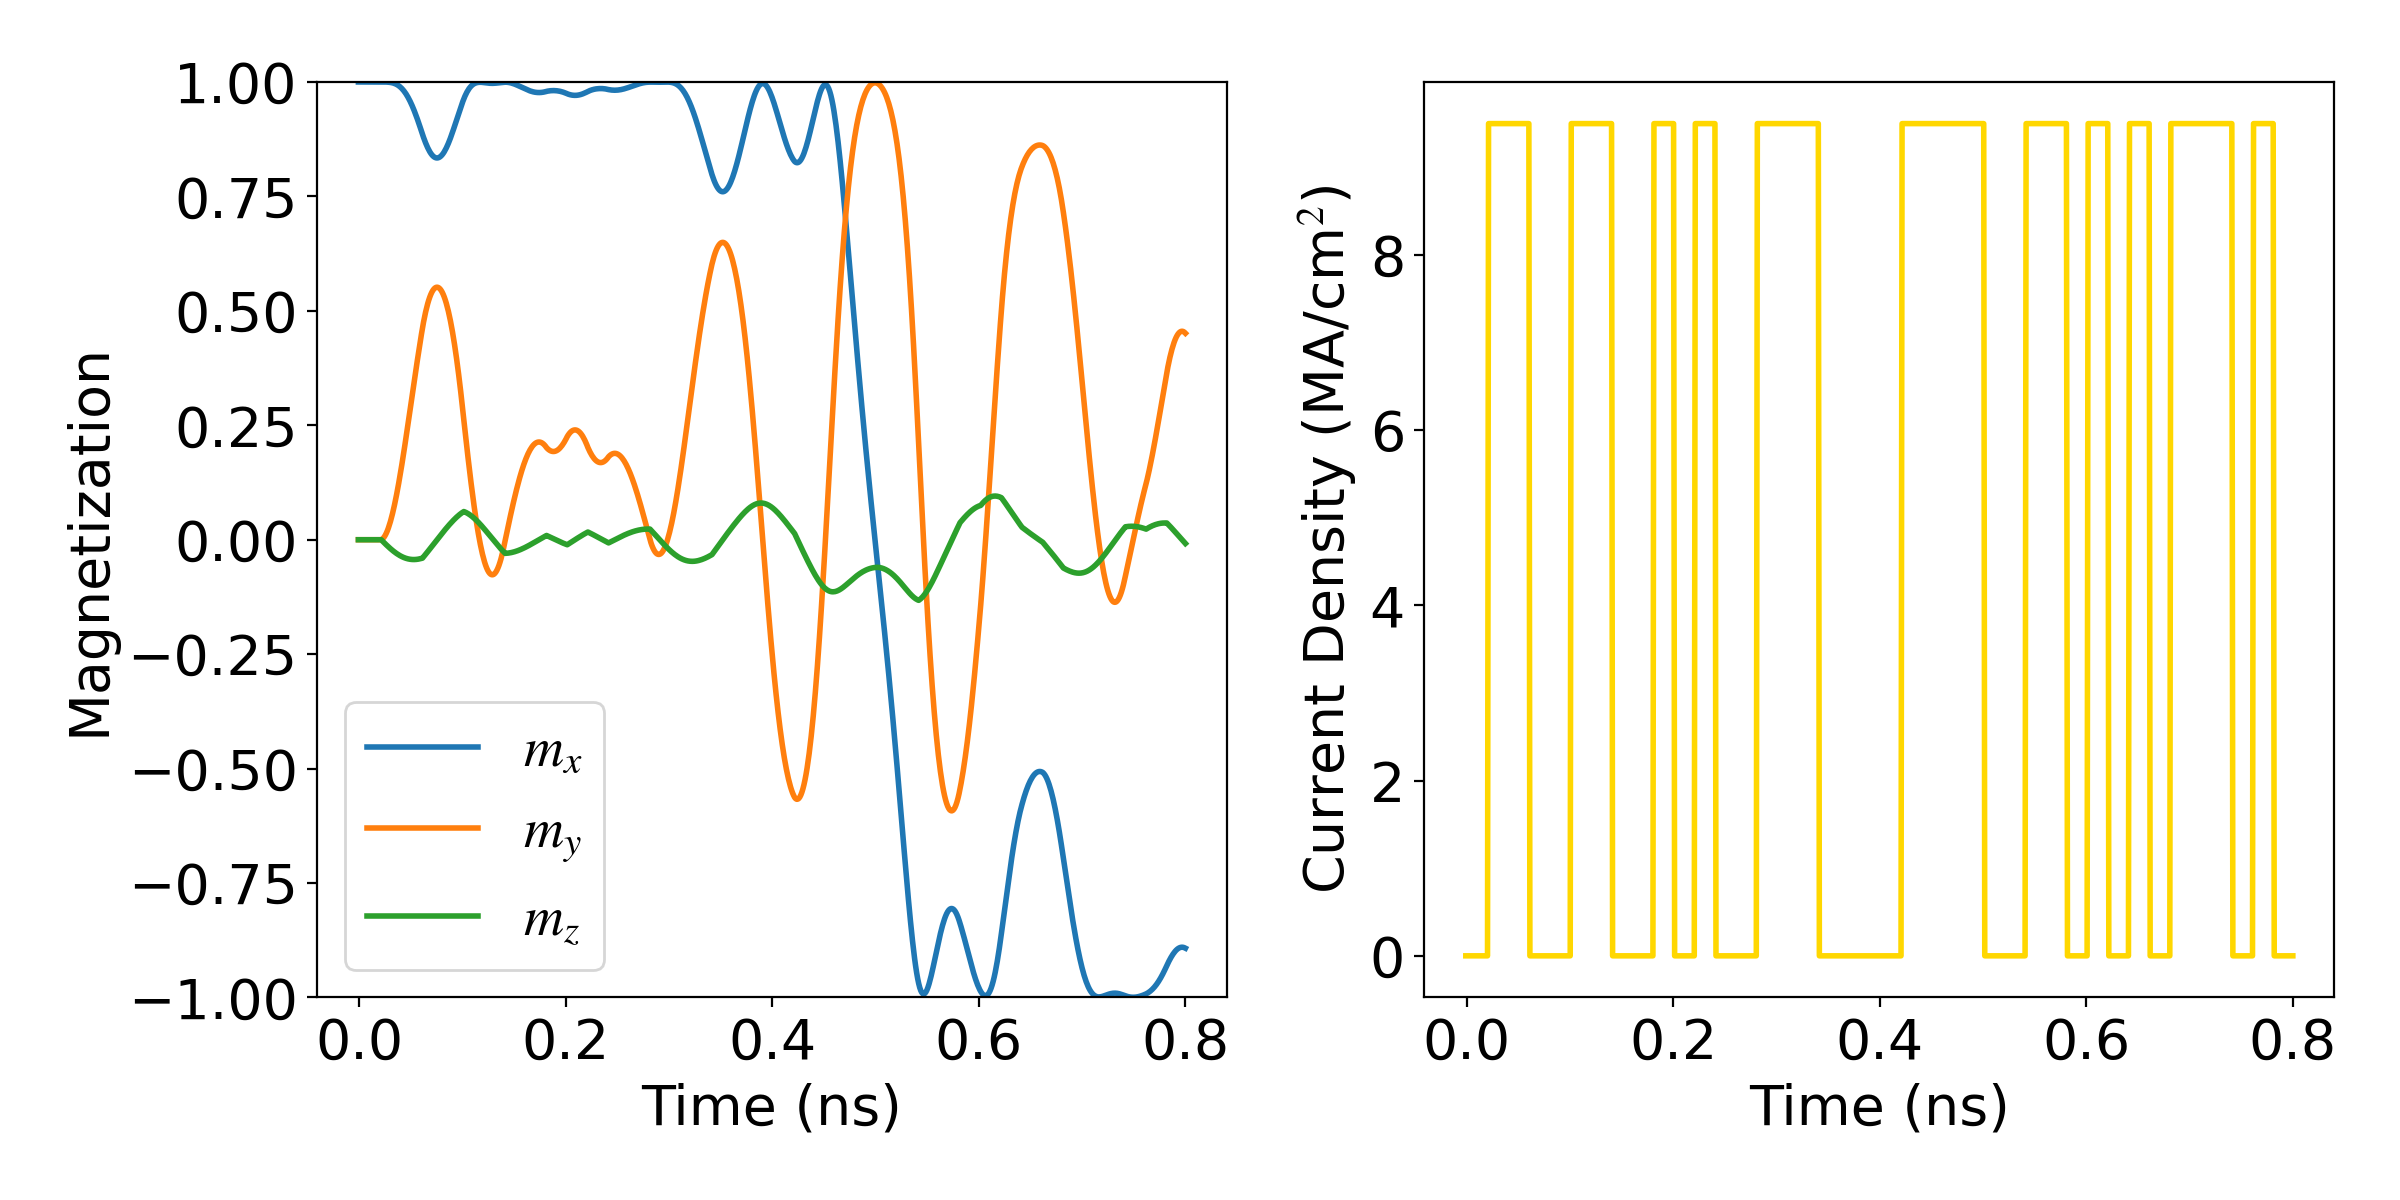 Magnetization
1.00
0.75
0.50
0.25
0.00
−0.25
−0.50
−0.75
−1.00
0.0 0.2 0.4 0.6 0.8
Time (ns)
mₓ
m_y
m_z
Current Density (MA/cm²)
8
6
4
2
0
0.0 0.2 0.4 0.6 0.8
Time (ns)